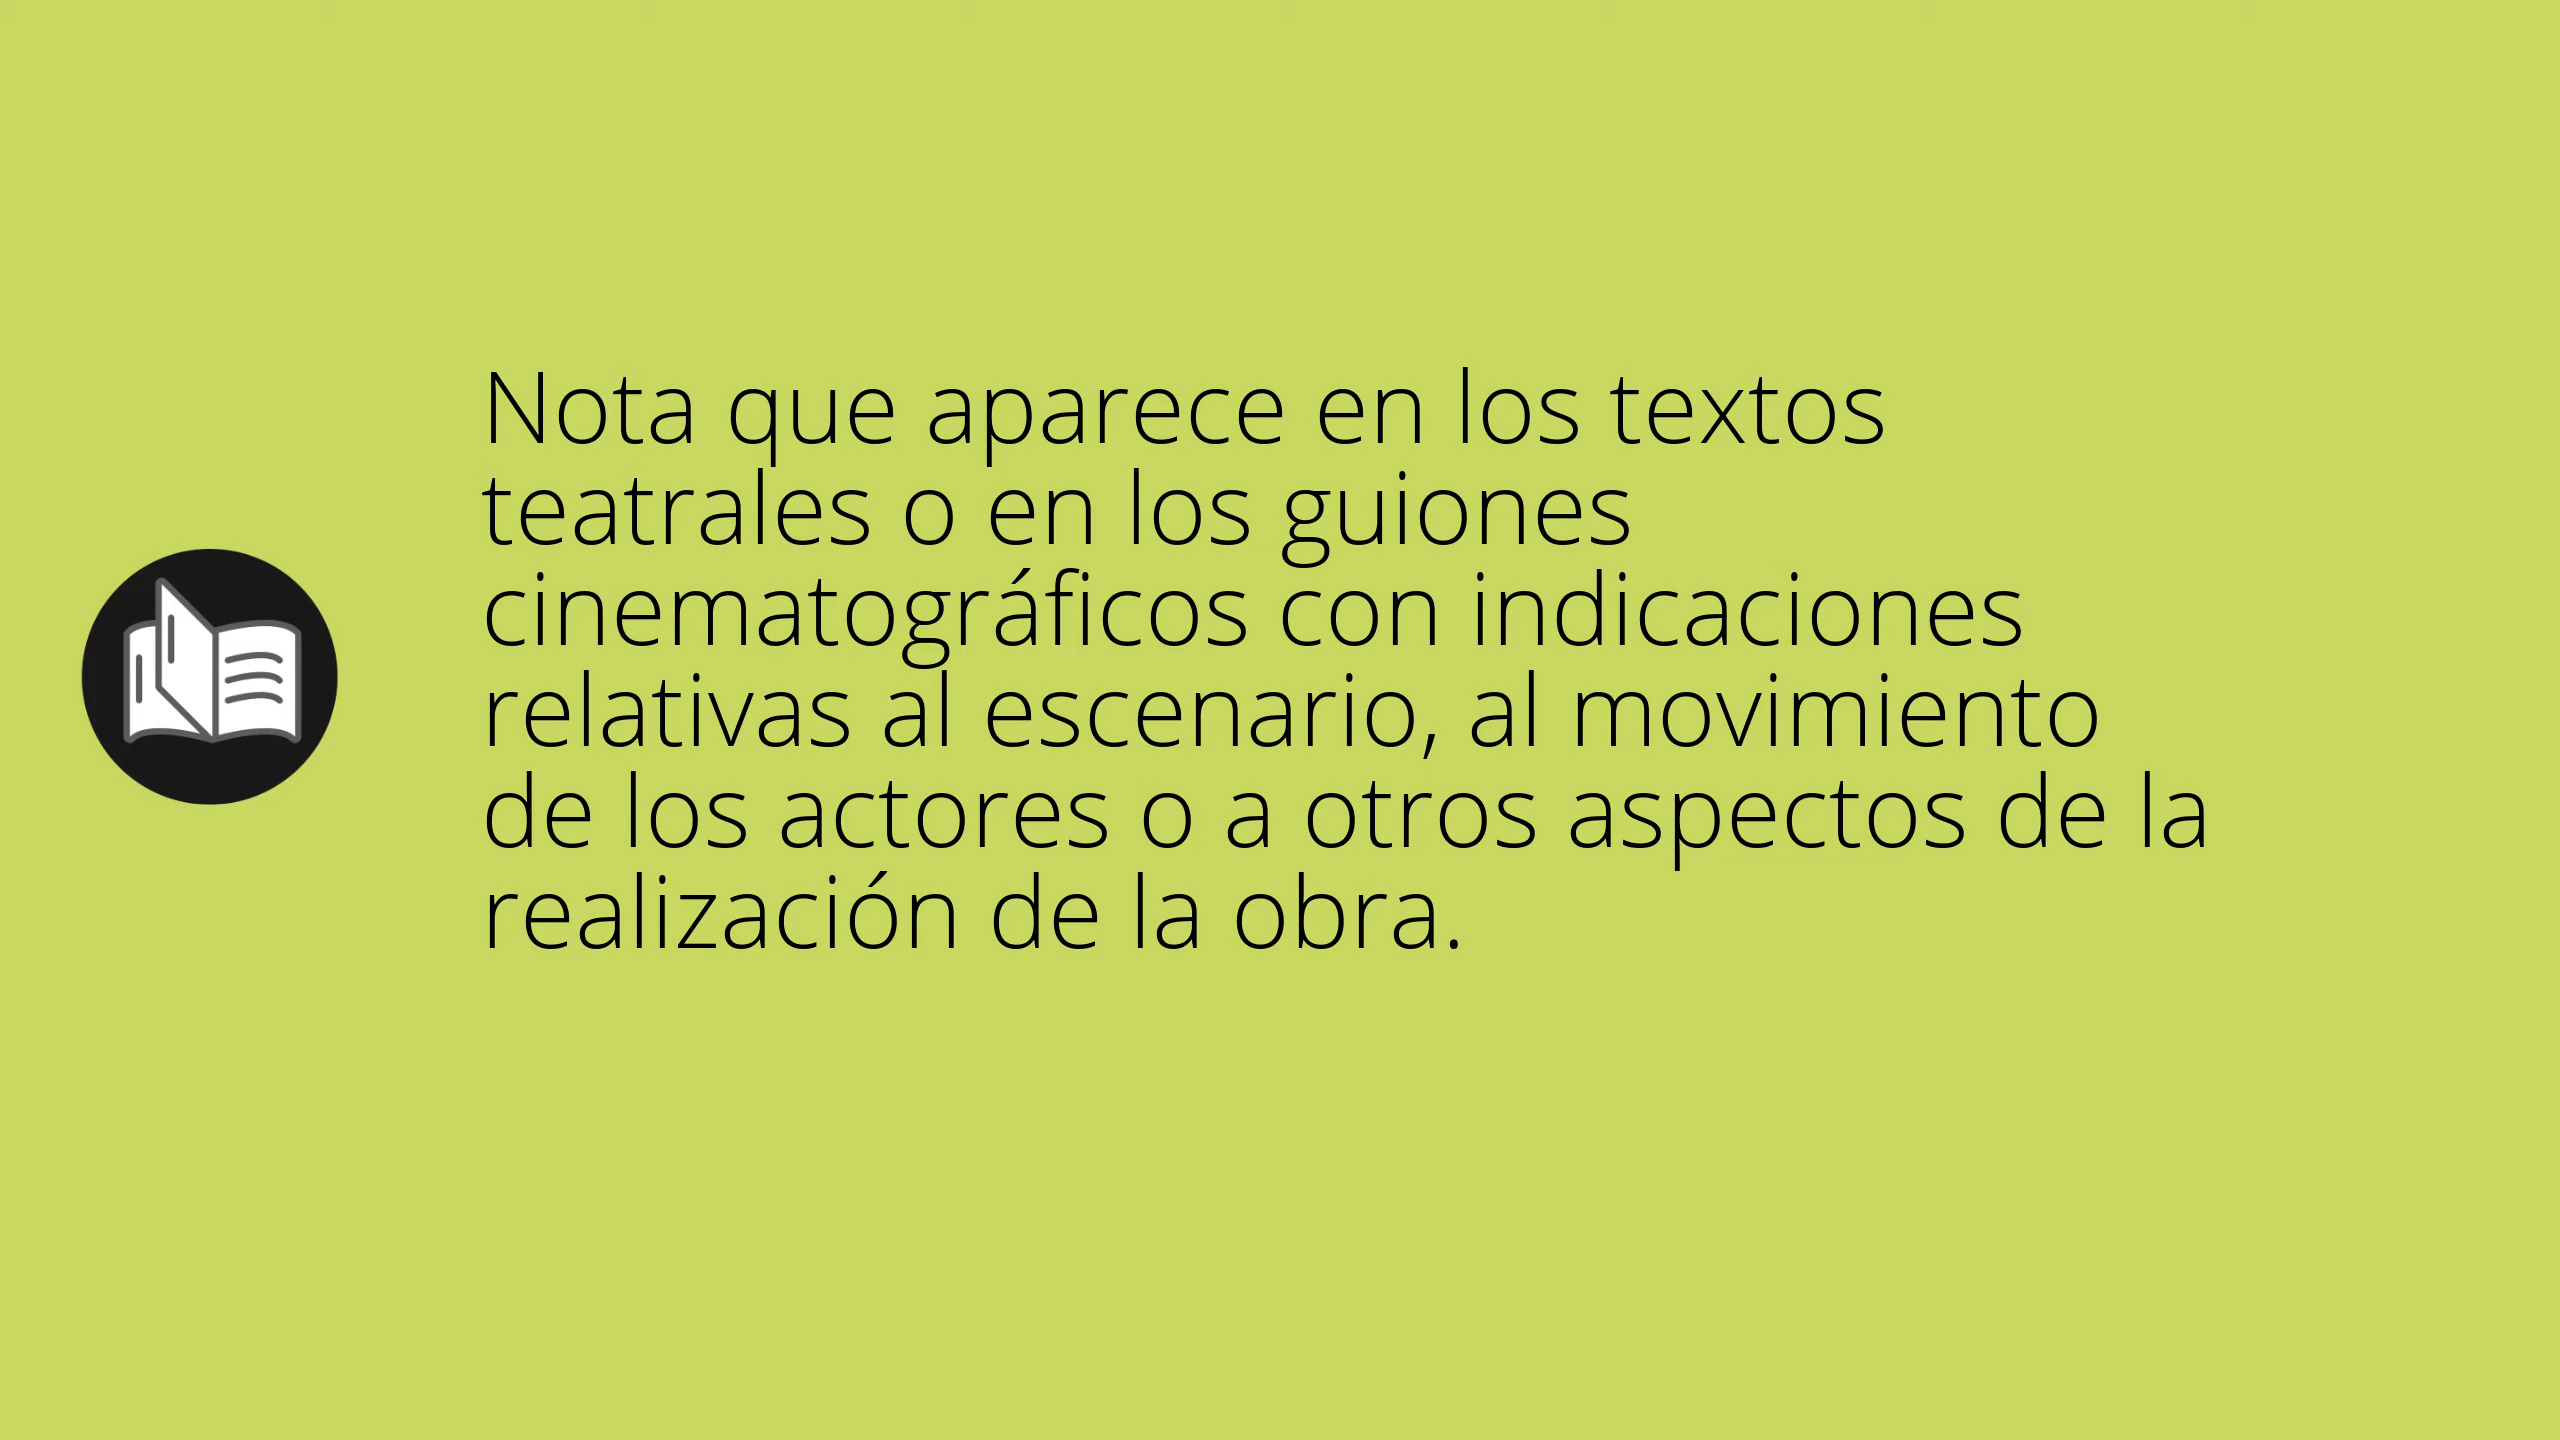 Nota que aparece en los textos
teatrales o en los guiones
cinematográficos con indicaciones
relativas al escenario, al movimiento
de los actores o a otros aspectos de la
realización de la obra.